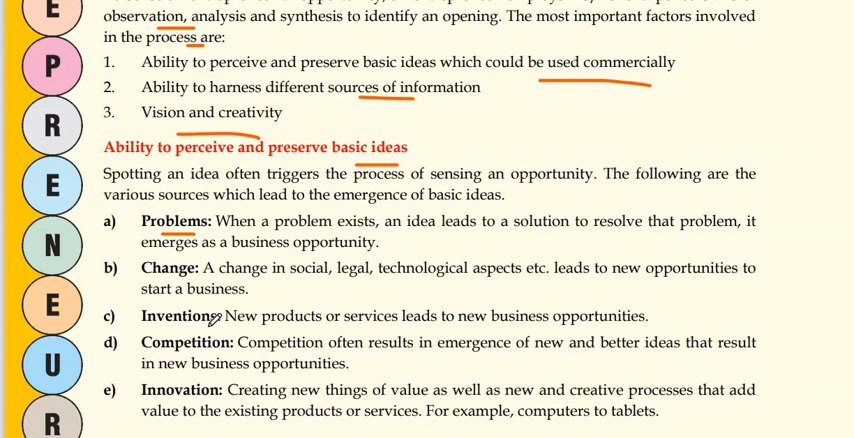 E
P
R
E
N
E
U
R
observation, analysis and synthesis to identify an opening. The most important factors involved
in the process are:
1. Ability to perceive and preserve basic ideas which could be used commercially
2. Ability to harness different sources of information
3. Vision and creativity
Ability to perceive and preserve basic ideas
Spotting an idea often triggers the process of sensing an opportunity. The following are the
various sources which lead to the emergence of basic ideas.
a) Problems: When a problem exists, an idea leads to a solution to resolve that problem, it
emerges as a business opportunity.
b) Change: A change in social, legal, technological aspects etc. leads to new opportunities to
start a business.
c) Inventions: New products or services leads to new business opportunities.
d) Competition: Competition often results in emergence of new and better ideas that result
in new business opportunities.
e) Innovation: Creating new things of value as well as new and creative processes that add
value to the existing products or services. For example, computers to tablets.